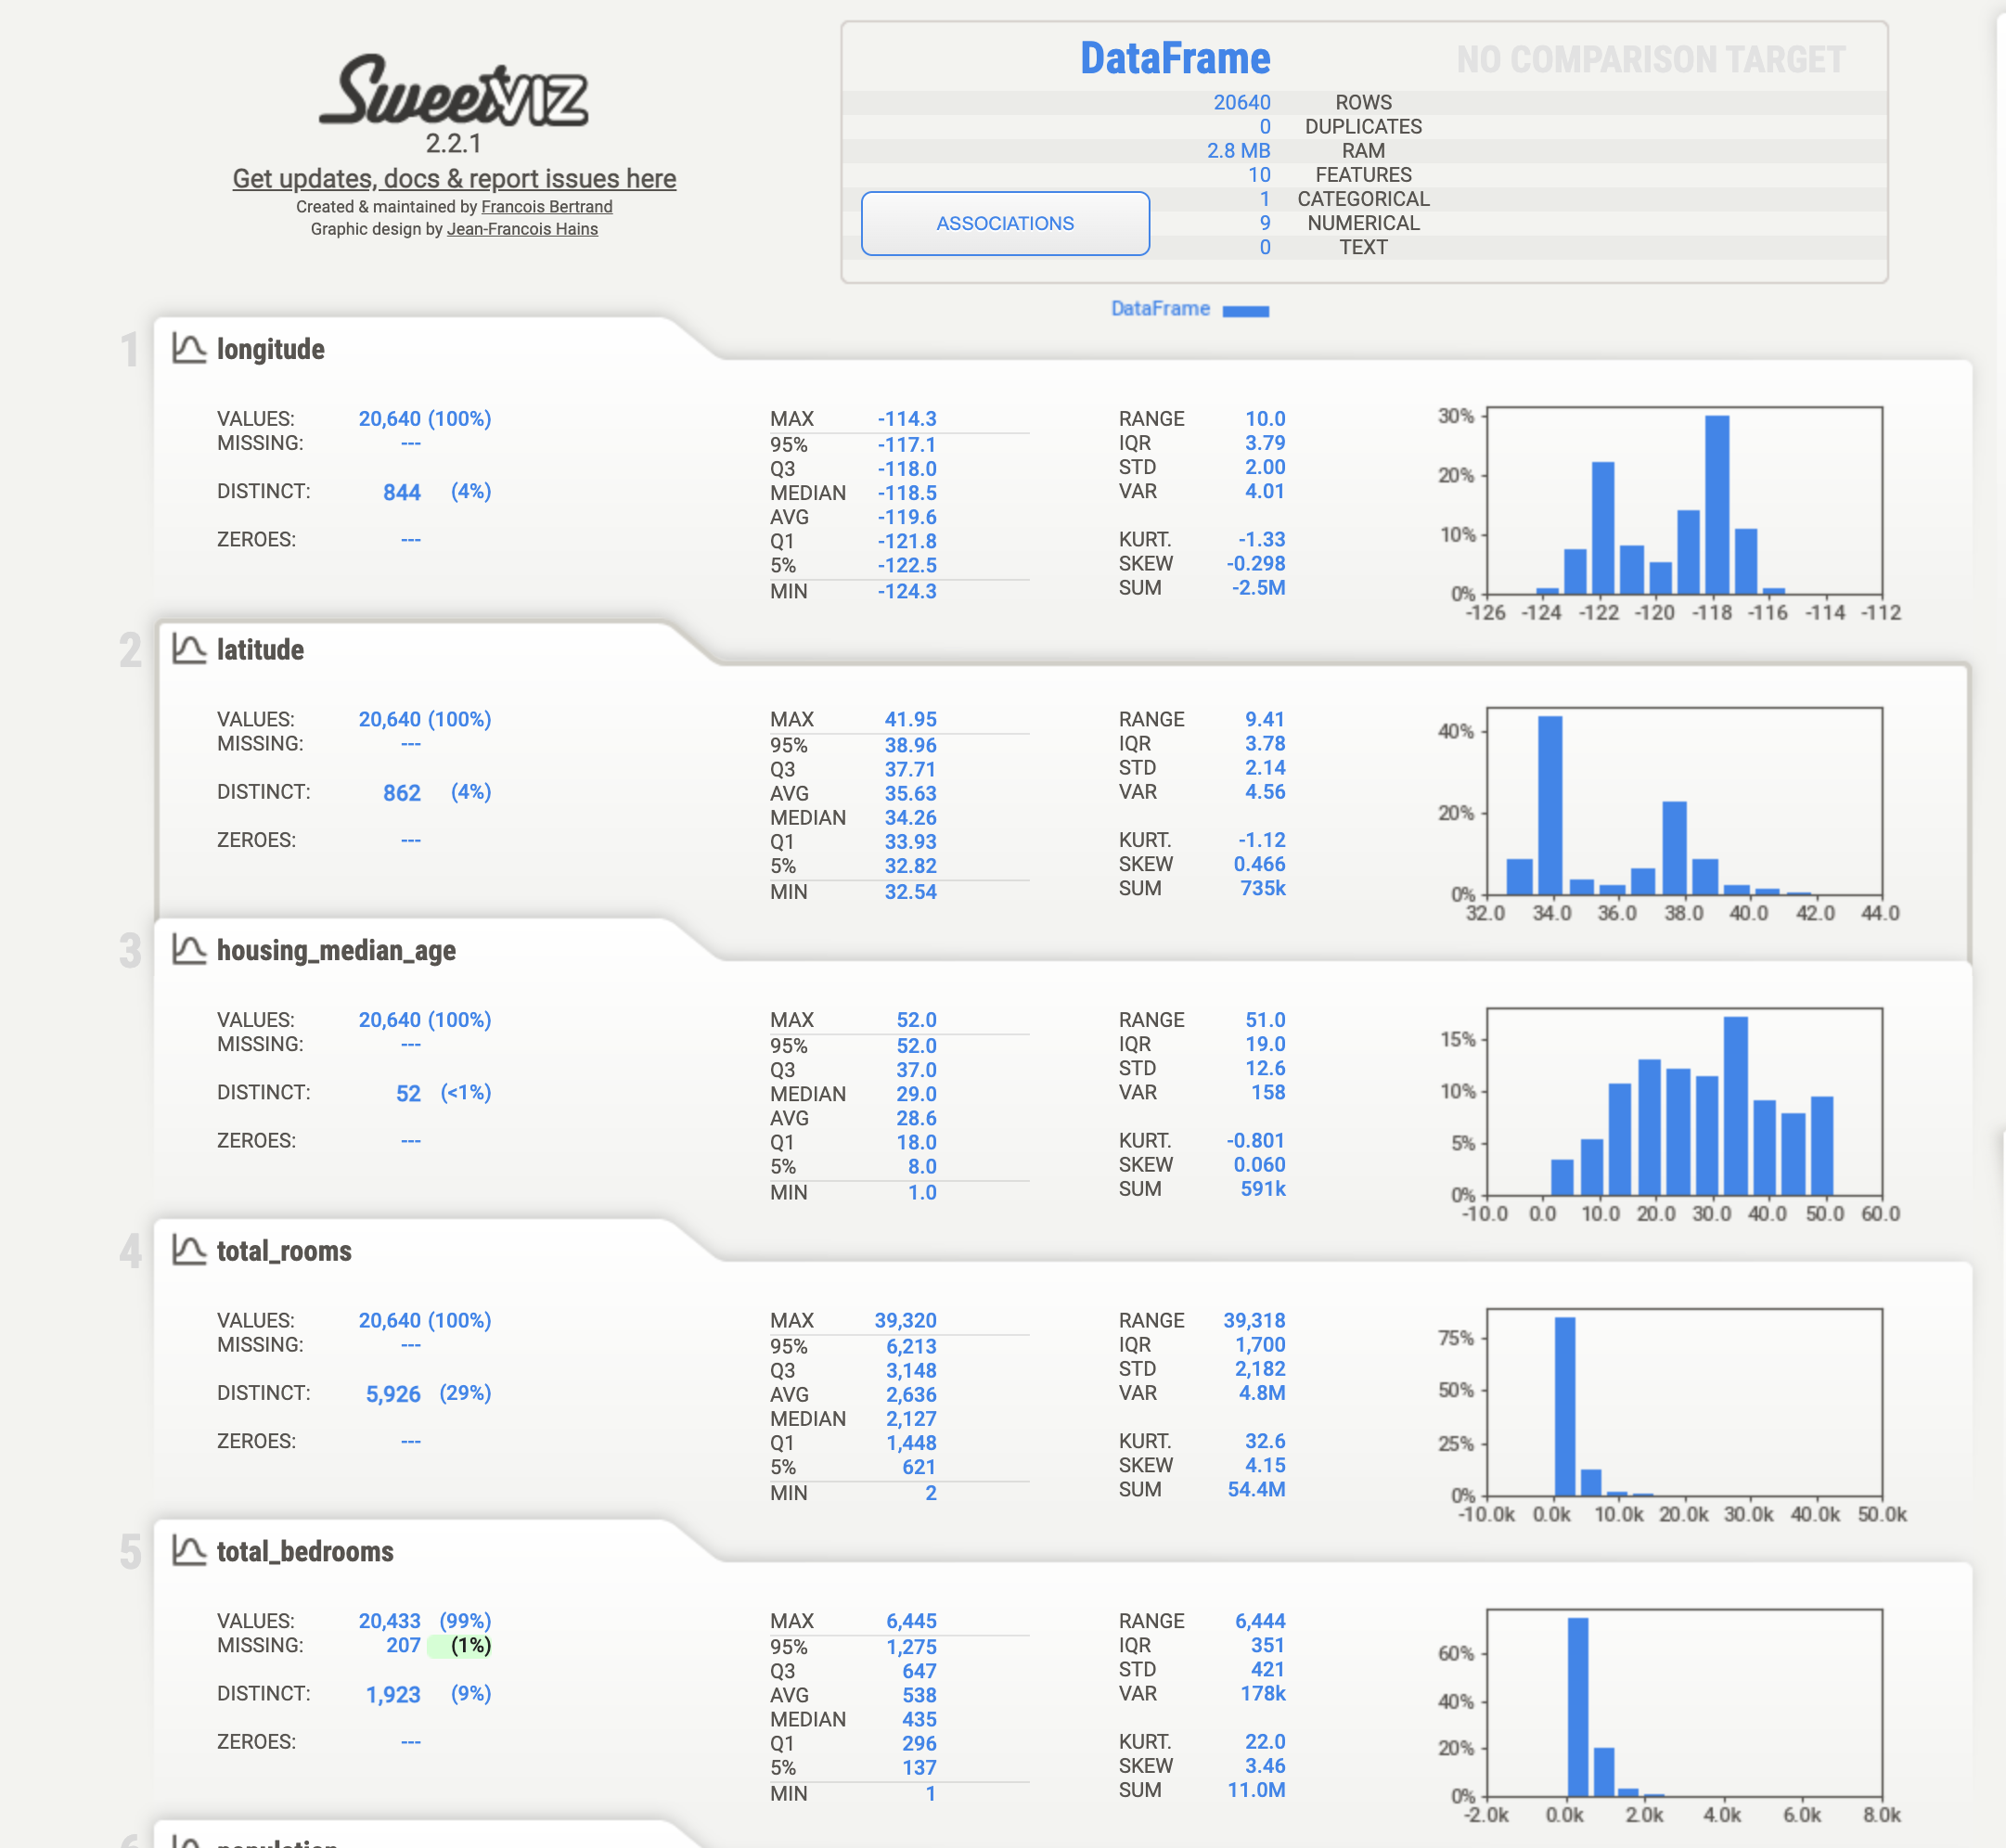 Sweetviz
2.2.1
Get updates, docs & report issues here
Created & maintained by Francois Bertrand
Graphic design by Jean-Francois Hains
DataFrame NO COMPARISON TARGET
20640 ROWS
0 DUPLICATES
2.8 MB RAM
10 FEATURES
1 CATEGORICAL
9 NUMERICAL
0 TEXT
ASSOCIATIONS
DataFrame
1 longitude
VALUES: 20,640 (100%)
MISSING: ---
DISTINCT: 844 (4%)
ZEROES: ---
MAX -114.3
95% -117.1
Q3 -118.0
MEDIAN -118.5
AVG -119.6
Q1 -121.8
5% -122.5
MIN -124.3
RANGE 10.0
IQR 3.79
STD 2.00
VAR 4.01
KURT. -1.33
SKEW -0.298
SUM -2.5M
30%
20%
10%
0%
-126 -124 -122 -120 -118 -116 -114 -112
2 latitude
VALUES: 20,640 (100%)
MISSING: ---
DISTINCT: 862 (4%)
ZEROES: ---
MAX 41.95
95% 38.96
Q3 37.71
AVG 35.63
MEDIAN 34.26
Q1 33.93
5% 32.82
MIN 32.54
RANGE 9.41
IQR 3.78
STD 2.14
VAR 4.56
KURT. -1.12
SKEW 0.466
SUM 735k
40%
20%
0%
32.0 34.0 36.0 38.0 40.0 42.0 44.0
3 housing_median_age
VALUES: 20,640 (100%)
MISSING: ---
DISTINCT: 52 (<1%)
ZEROES: ---
MAX 52.0
95% 52.0
Q3 37.0
MEDIAN 29.0
AVG 28.6
Q1 18.0
5% 8.0
MIN 1.0
RANGE 51.0
IQR 19.0
STD 12.6
VAR 158
KURT. -0.801
SKEW 0.060
SUM 591k
15%
10%
5%
0%
-10.0 0.0 10.0 20.0 30.0 40.0 50.0 60.0
4 total_rooms
VALUES: 20,640 (100%)
MISSING: ---
DISTINCT: 5,926 (29%)
ZEROES: ---
MAX 39,320
95% 6,213
Q3 3,148
AVG 2,636
MEDIAN 2,127
Q1 1,448
5% 621
MIN 2
RANGE 39,318
IQR 1,700
STD 2,182
VAR 4.8M
KURT. 32.6
SKEW 4.15
SUM 54.4M
75%
50%
25%
0%
-10.0k 0.0k 10.0k 20.0k 30.0k 40.0k 50.0k
5 total_bedrooms
VALUES: 20,433 (99%)
MISSING: 207 (1%)
DISTINCT: 1,923 (9%)
ZEROES: ---
MAX 6,445
95% 1,275
Q3 647
AVG 538
MEDIAN 435
Q1 296
5% 137
MIN 1
RANGE 6,444
IQR 351
STD 421
VAR 178k
KURT. 22.0
SKEW 3.46
SUM 11.0M
60%
40%
20%
0%
-2.0k 0.0k 2.0k 4.0k 6.0k 8.0k